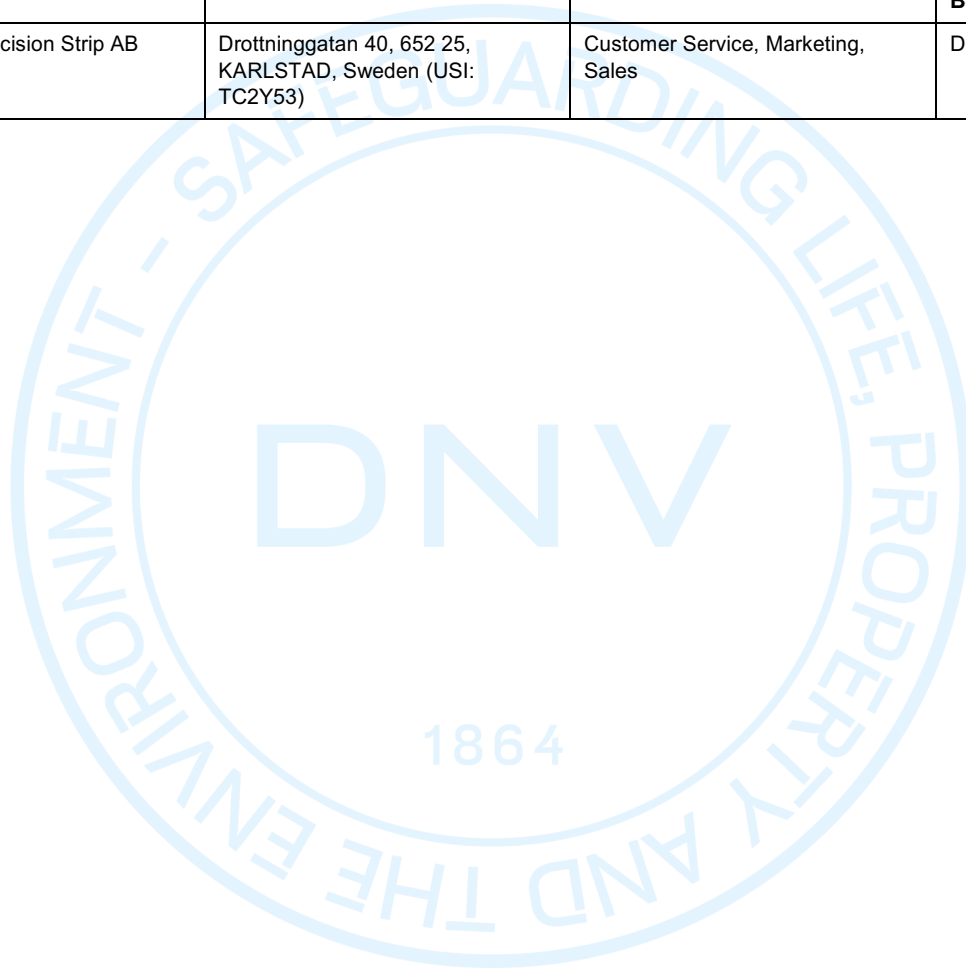 B
cision Strip AB
Drottninggatan 40, 652 25,
KARLSTAD, Sweden (USI:
TC2Y53)
Customer Service, Marketing,
Sales
D
SAFEGUARDING LIFE, PROPERTY AND THE ENVIRONMENT -
DNV
1864